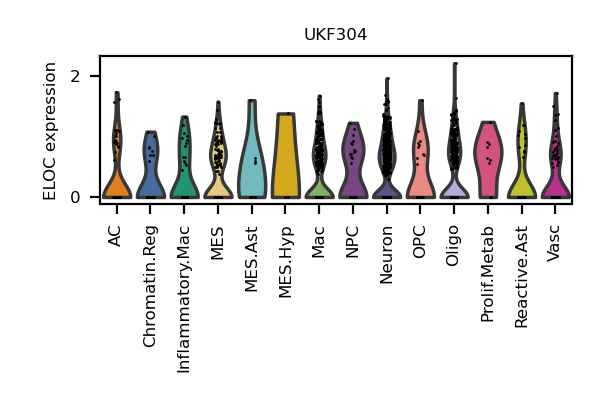 UKF304
ELOC expression
2
0
AC
Chromatin.Reg
Inflammatory.Mac
MES
MES.Ast
MES.Hyp
Mac
NPC
Neuron
OPC
Oligo
Prolif.Metab
Reactive.Ast
Vasc